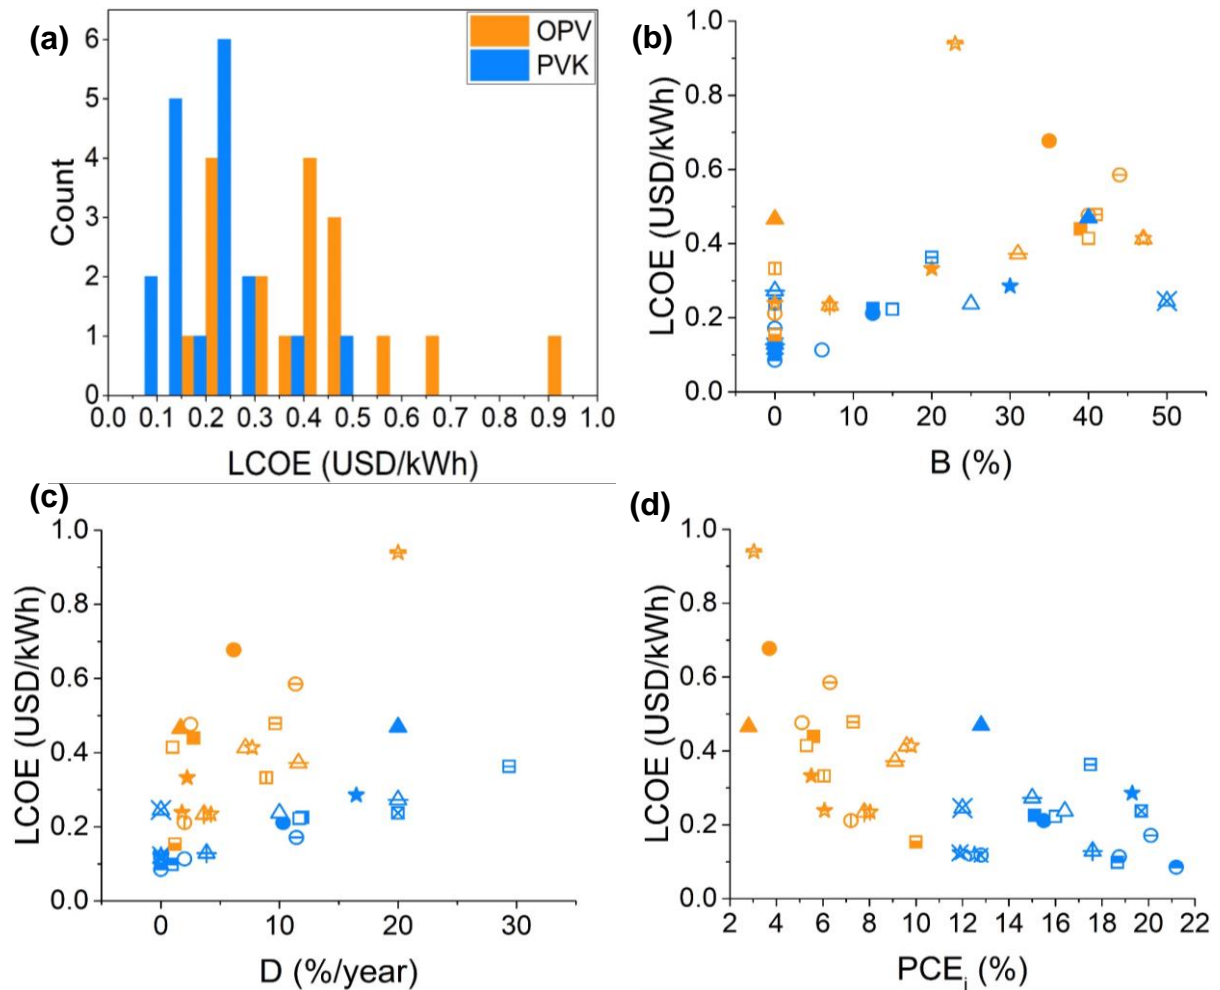 (a)
OPV
PVK
Count
6
5
4
3
2
1
0
0.0 0.1 0.2 0.3 0.4 0.5 0.6 0.7 0.8 0.9 1.0
LCOE (USD/kWh)
(b)
LCOE (USD/kWh)
1.0
0.8
0.6
0.4
0.2
0.0
0 10 20 30 40 50
B (%)
(c)
LCOE (USD/kWh)
1.0
0.8
0.6
0.4
0.2
0.0
0 10 20 30
D (%/year)
(d)
LCOE (USD/kWh)
1.0
0.8
0.6
0.4
0.2
0.0
2 4 6 8 10 12 14 16 18 20 22
PCEi (%)